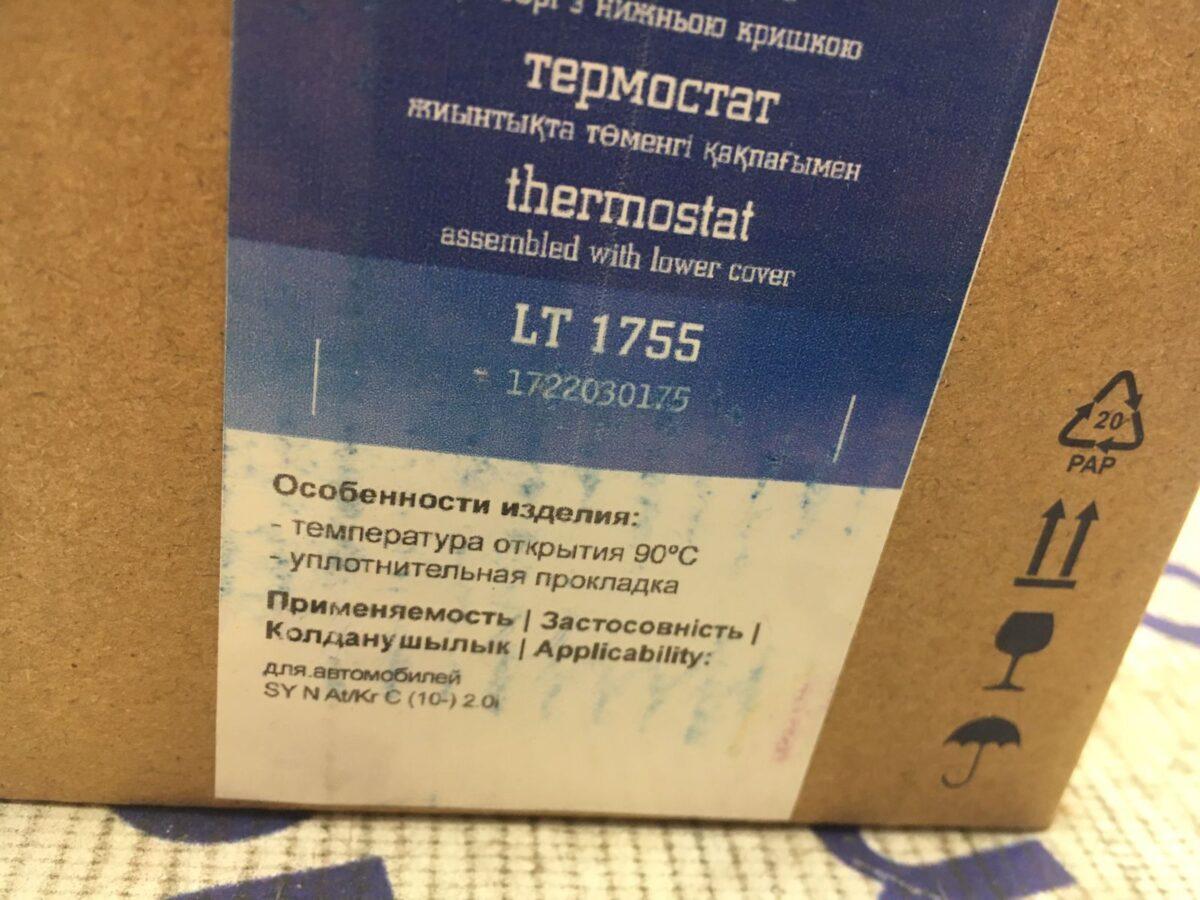 з нижньою кришкою
термостат
жиынтықта төменгі қақпағымен
thermostat
assembled with lower cover
LT 1755
1722030175
Особенности изделия:
- температура открытия 90°C
- уплотнительная прокладка
Применяемость | Застосовність |
Колданушылык | Applicability:
для автомобилей
SY N At/Kr C (10-) 2.0i
20
PAP